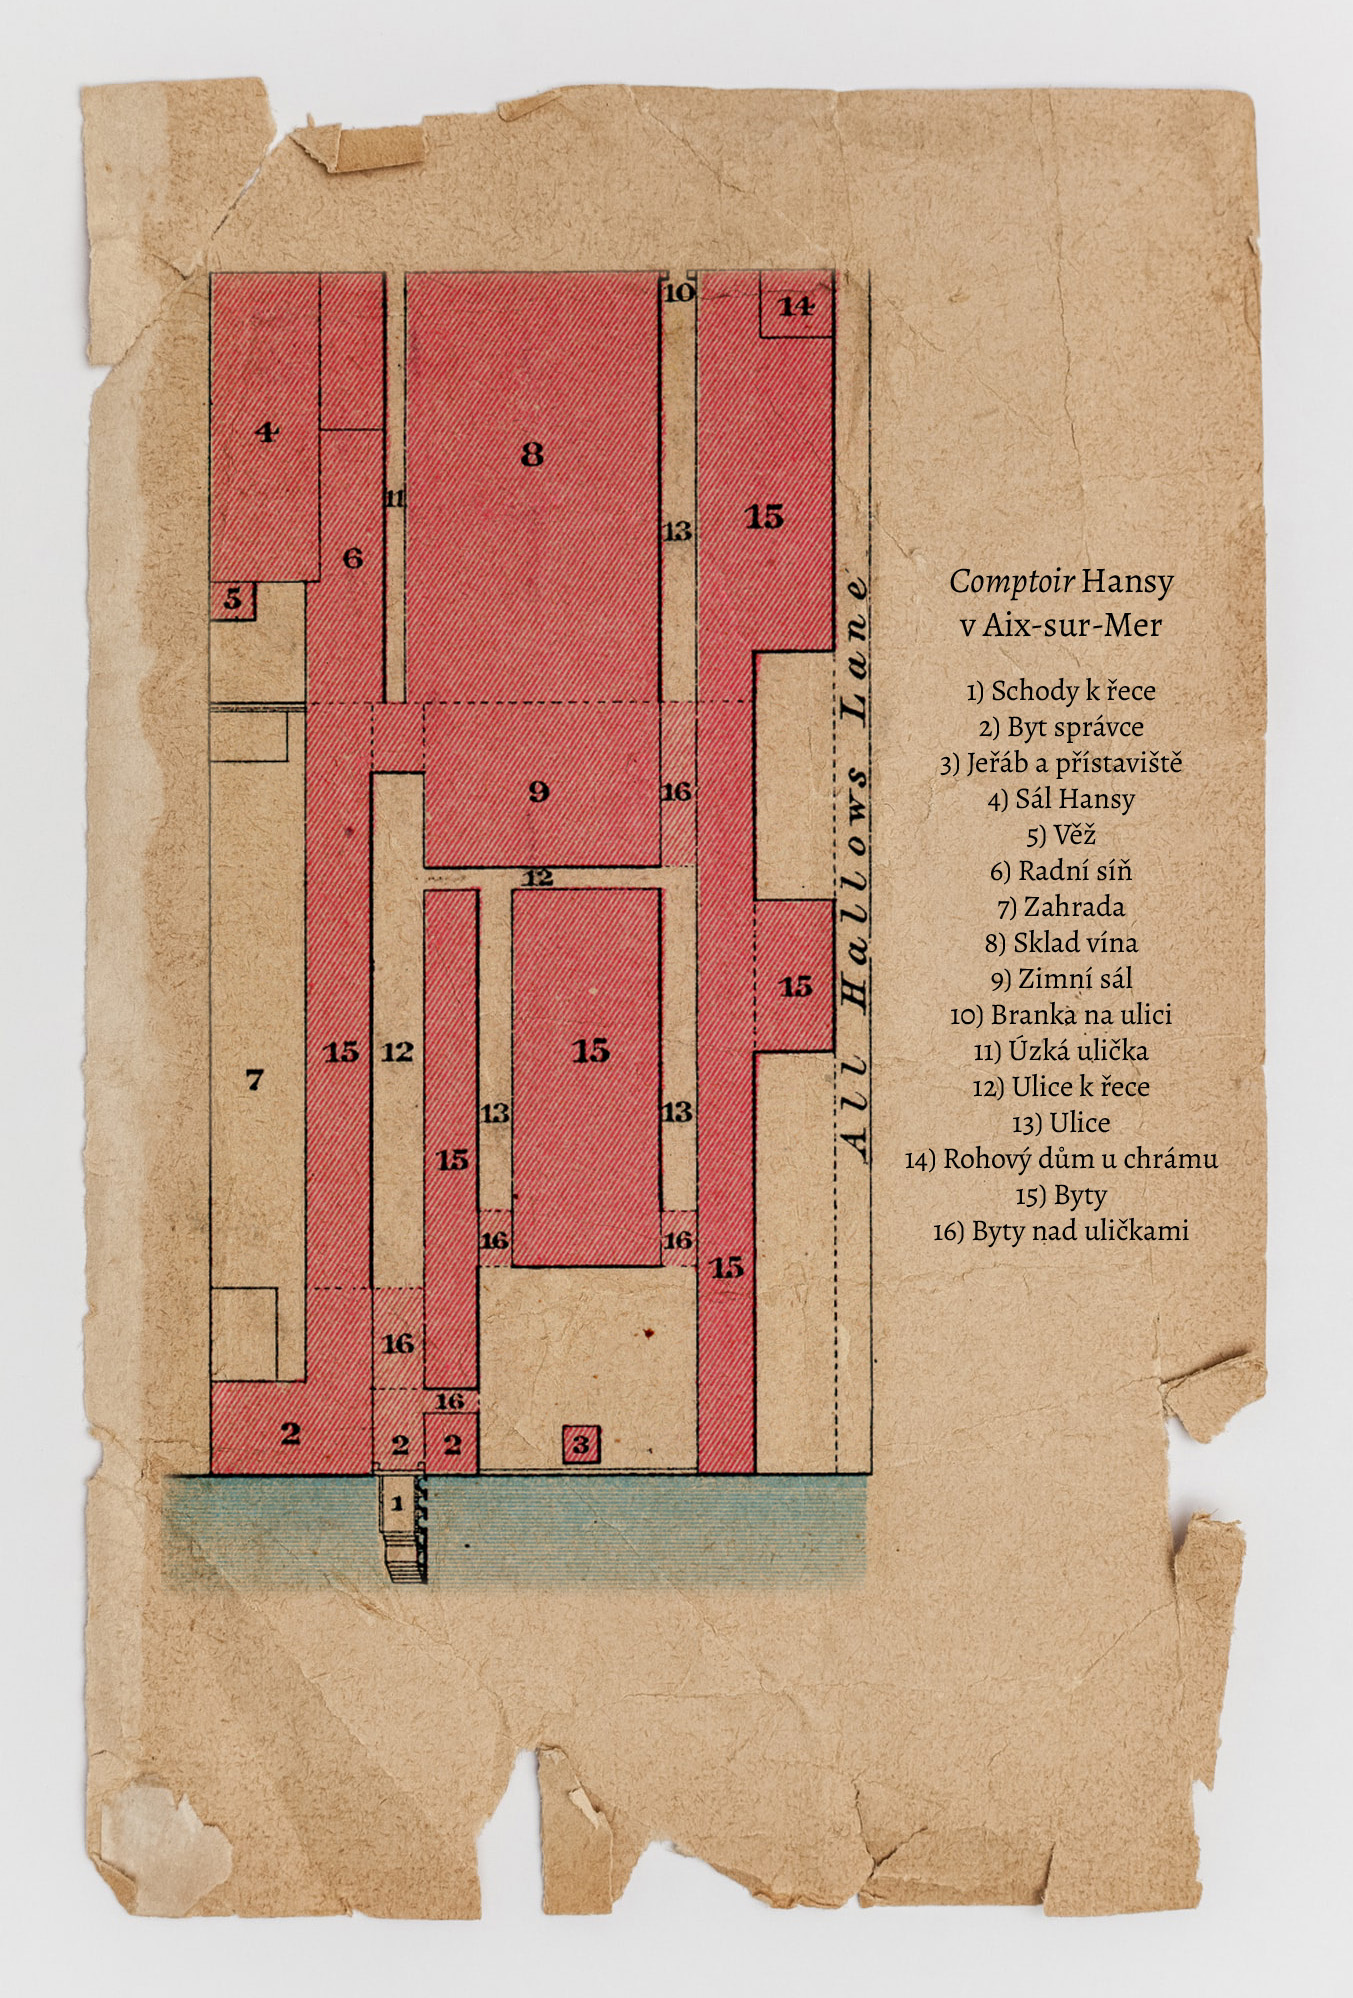 10
14
4
8
11
13
15
6
5
9
16
12
15
7
15
12
15
13
13
15
16
16
15
16
16
2
2
2
3
1
All Hallows Lane
Comptoir Hansy
v Aix-sur-Mer
1) Schody k řece
2) Byt správce
3) Jeřáb a přístaviště
4) Sál Hansy
5) Věž
6) Radní síň
7) Zahrada
8) Sklad vína
9) Zimní sál
10) Branka na ulici
11) Úzká ulička
12) Ulice k řece
13) Ulice
14) Rohový dům u chrámu
15) Byty
16) Byty nad uličkami